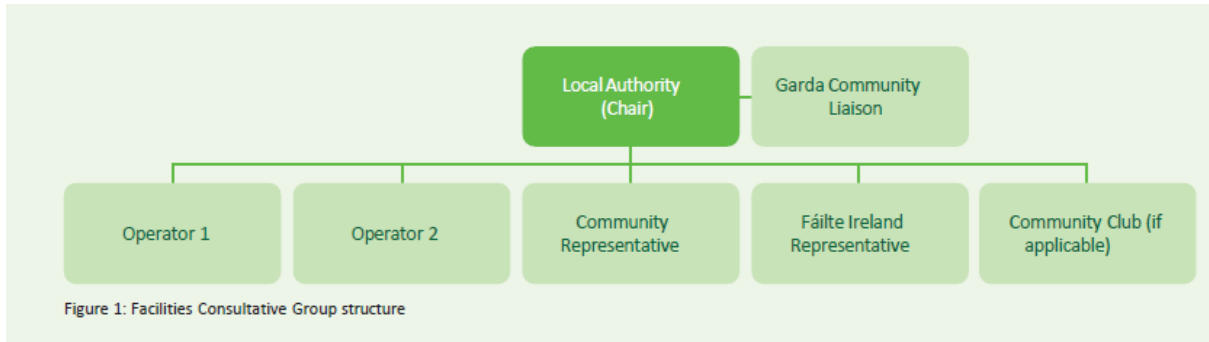 Local Authority
(Chair)
Garda Community
Liaison
Operator 1
Operator 2
Community
Representative
Fáilte Ireland
Representative
Community Club (if
applicable)
Figure 1: Facilities Consultative Group structure